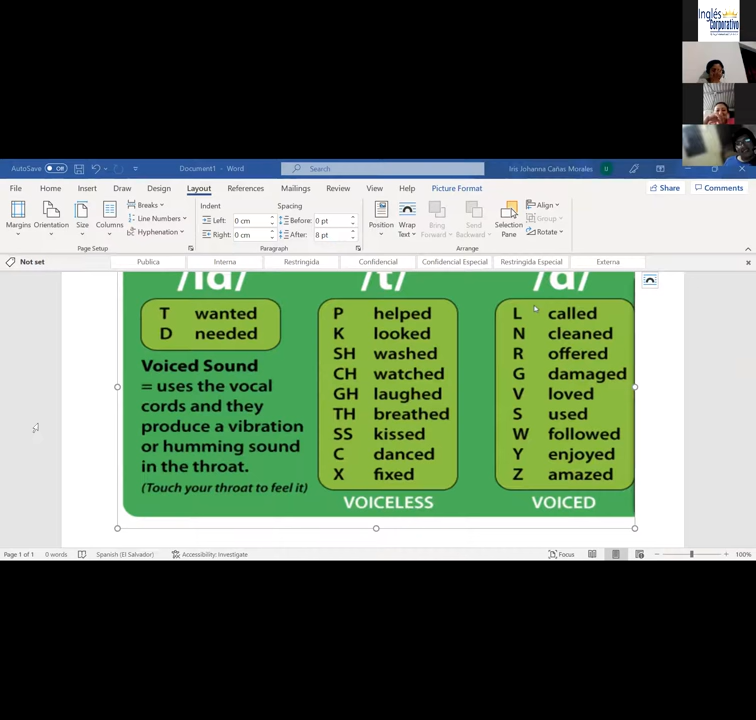 Inglés
Corporativo
AutoSave Off Document1 - Word Search Iris Johanna Cañas Morales
File Home Insert Draw Design Layout References Mailings Review View Help Picture Format Share Comments
Margins Orientation Size Columns Breaks Line Numbers Hyphenation
Page Setup
Indent Spacing
Left: 0 cm Before: 0 pt
Right: 0 cm After: 8 pt
Paragraph
Position Wrap Text Bring Forward Send Backward Selection Pane Align Group Rotate
Arrange
Not set Publica Interna Restringida Confidencial Confidencial Especial Restringida Especial Externa
/ɪd/ /t/ /d/
T wanted
D needed
Voiced Sound
= uses the vocal
cords and they
produce a vibration
or humming sound
in the throat.
(Touch your throat to feel it)
P helped
K looked
SH washed
CH watched
GH laughed
TH breathed
SS kissed
C danced
X fixed
VOICELESS
L called
N cleaned
R offered
G damaged
V loved
S used
W followed
Y enjoyed
Z amazed
VOICED
Page 1 of 1 0 words Spanish (El Salvador) Accessibility: Investigate Focus 100%